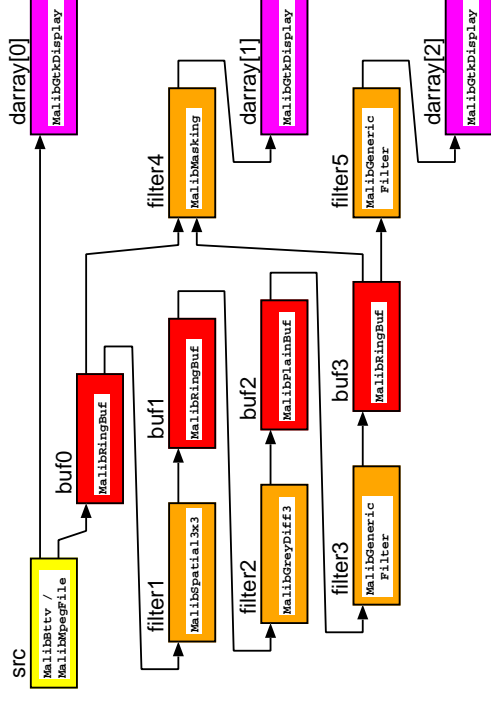 src
MalibBttv /
MalibMpegFile
darray[0]
MalibGtkDisplay
buf0
MalibRingBuf
filter1
MalibSpatial3x3
buf1
MalibRingBuf
filter4
MalibMasking
darray[1]
MalibGtkDisplay
filter2
MalibGreyDiff3
buf2
MalibPlainBuf
filter3
MalibGeneric
Filter
buf3
MalibRingBuf
filter5
MalibGeneric
Filter
darray[2]
MalibGtkDisplay